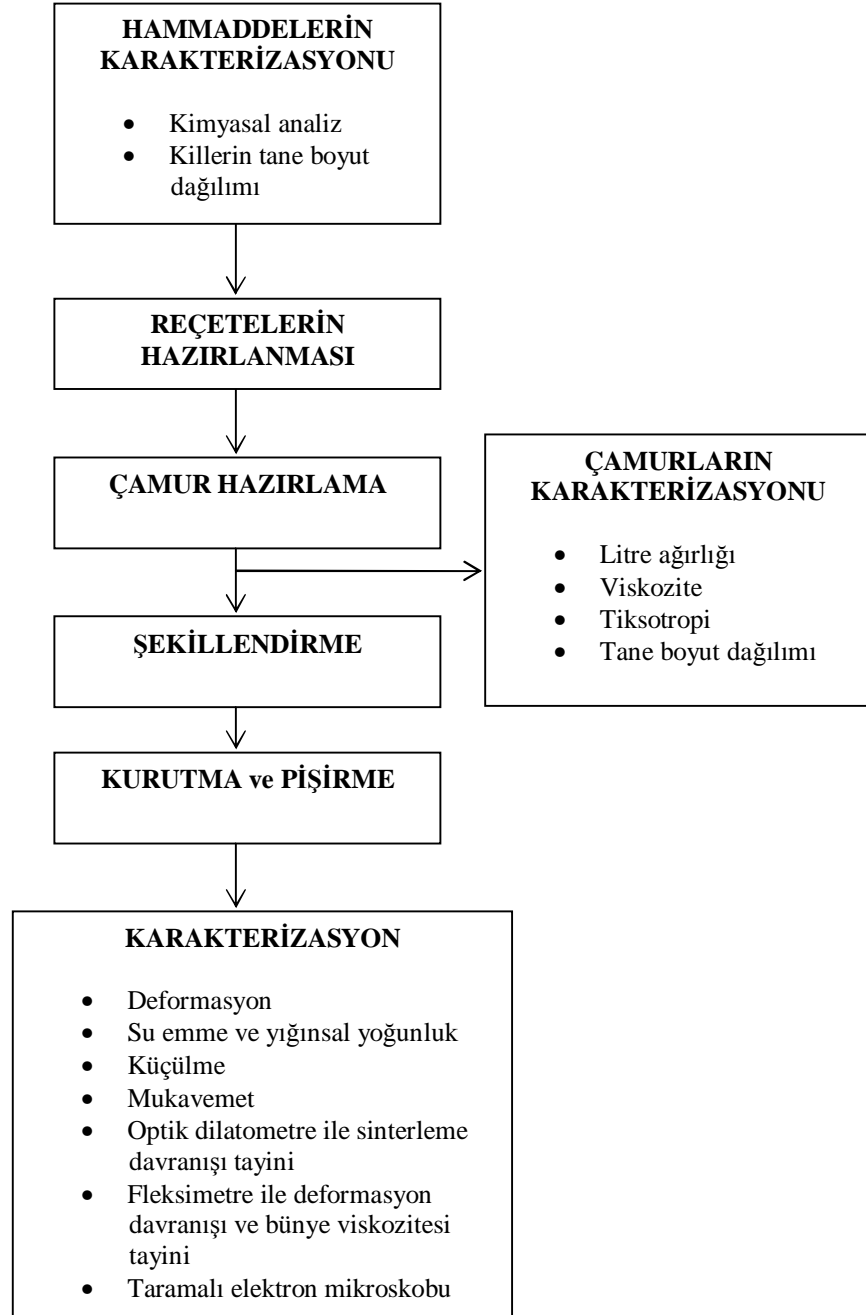 HAMMADDELERİN
KARAKTERİZASYONU
• Kimyasal analiz
• Killerin tane boyut
dağılımı
REÇETELERİN
HAZIRLANMASI
ÇAMUR HAZIRLAMA
ÇAMURLARIN
KARAKTERİZASYONU
• Litre ağırlığı
• Viskozite
• Tiksotropi
• Tane boyut dağılımı
ŞEKİLLENDİRME
KURUTMA ve PİŞİRME
KARAKTERİZASYON
• Deformasyon
• Su emme ve yığınsal yoğunluk
• Küçülme
• Mukavemet
• Optik dilatometre ile sinterleme
davranışı tayini
• Fleksimetre ile deformasyon
davranışı ve bünye viskozitesi
tayini
• Taramalı elektron mikroskobu